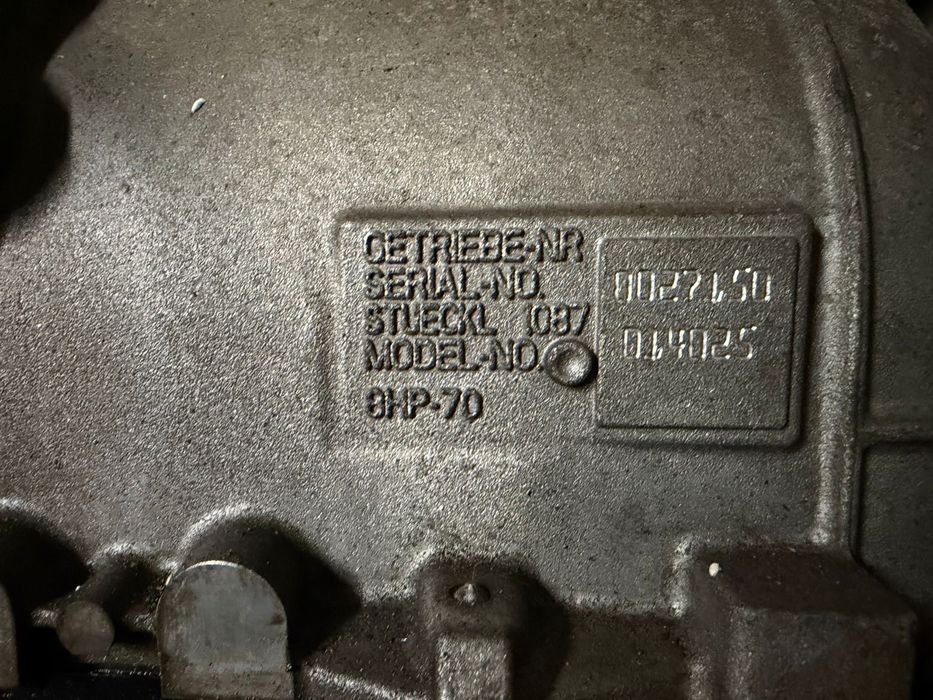 GETRIEBE-NR
SERIAL-NO. 0027150
STUECKL 1087
MODEL-NO. 014025
8HP-70